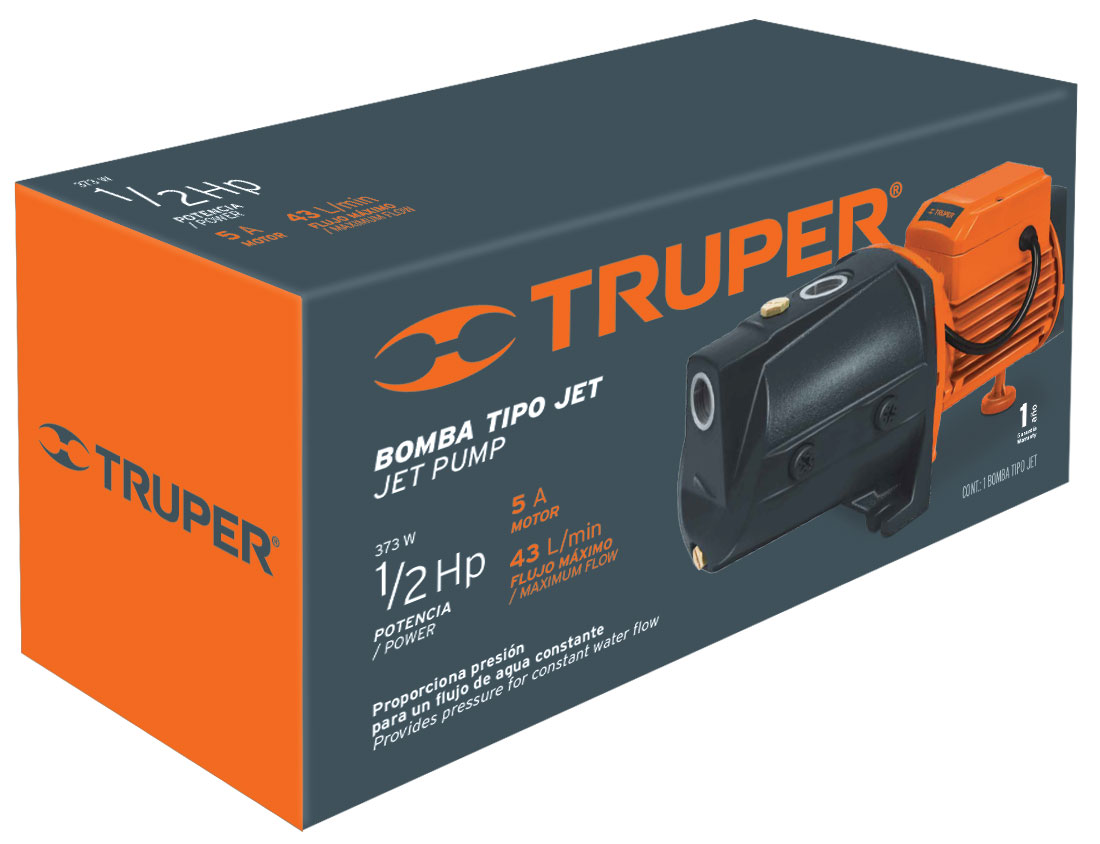 373 W
1/2 Hp
POTENCIA
/ POWER
5 A
MOTOR
43 L/min
FLUJO MÁXIMO
/ MAXIMUM FLOW
TRUPER®
TRUPER
BOMBA TIPO JET
JET PUMP
373 W
1/2 Hp
POTENCIA
/ POWER
5 A
MOTOR
43 L/min
FLUJO MÁXIMO
/ MAXIMUM FLOW
Proporciona presión
para un flujo de agua constante
Provides pressure for constant water flow
1
año
Warranty
CONT.: 1 BOMBA TIPO JET
TRUPER®